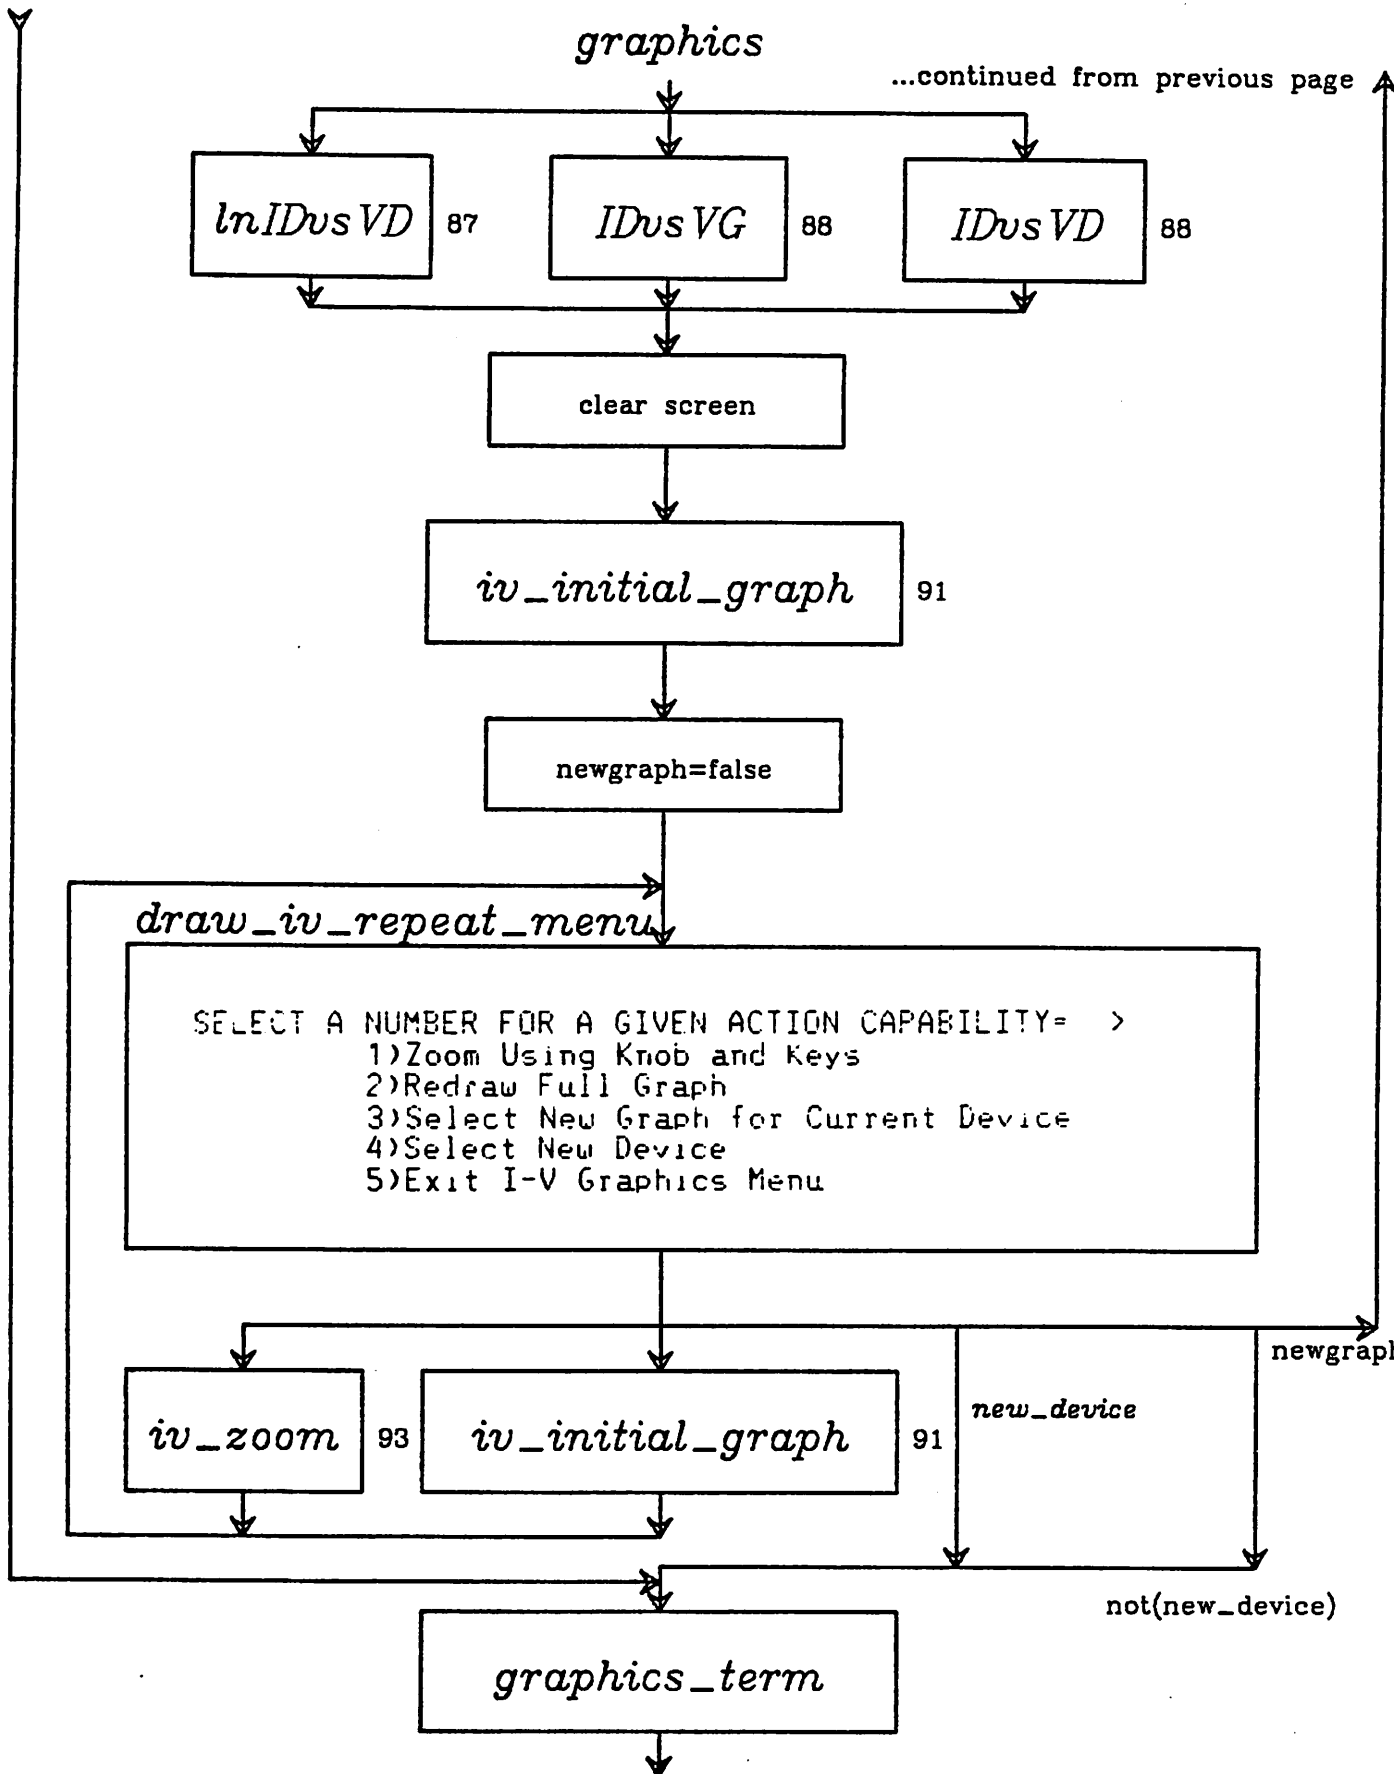 graphics
...continued from previous page
lnIDvsVD 87
IDvsVG 88
IDvsVD 88
clear screen
iv_initial_graph 91
newgraph=false
draw_iv_repeat_menu
SELECT A NUMBER FOR A GIVEN ACTION CAPABILITY= >
1)Zoom Using Knob and Keys
2)Redraw Full Graph
3)Select New Graph for Current Device
4)Select New Device
5)Exit I-V Graphics Menu
newgraph
new_device
iv_zoom 93
iv_initial_graph 91
not(new_device)
graphics_term